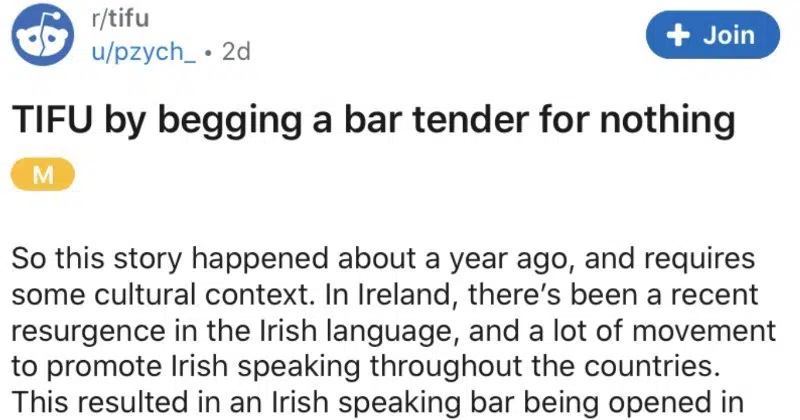 r/tifu
u/pzych_ • 2d
+ Join
TIFU by begging a bar tender for nothing
M
So this story happened about a year ago, and requires
some cultural context. In Ireland, there’s been a recent
resurgence in the Irish language, and a lot of movement
to promote Irish speaking throughout the countries.
This resulted in an Irish speaking bar being opened in